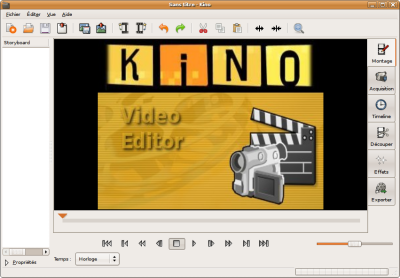 Sans titre - Kino
Fichier Éditer Vue Aide
Storyboard
KINO
Video
Editor
Montage
Acquisition
Timeline
Découper
Effets
Exporter
Propriétés
Temps : Horloge